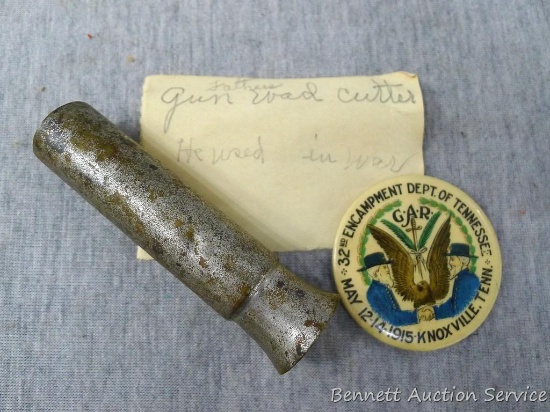 Fathers
Gun Wad cutter
He used in war
32ND ENCAMPMENT DEPT. OF TENNESSEE
G.A.R.
MAY 12-14-1915 KNOXVILLE, TENN.
Bennett Auction Service